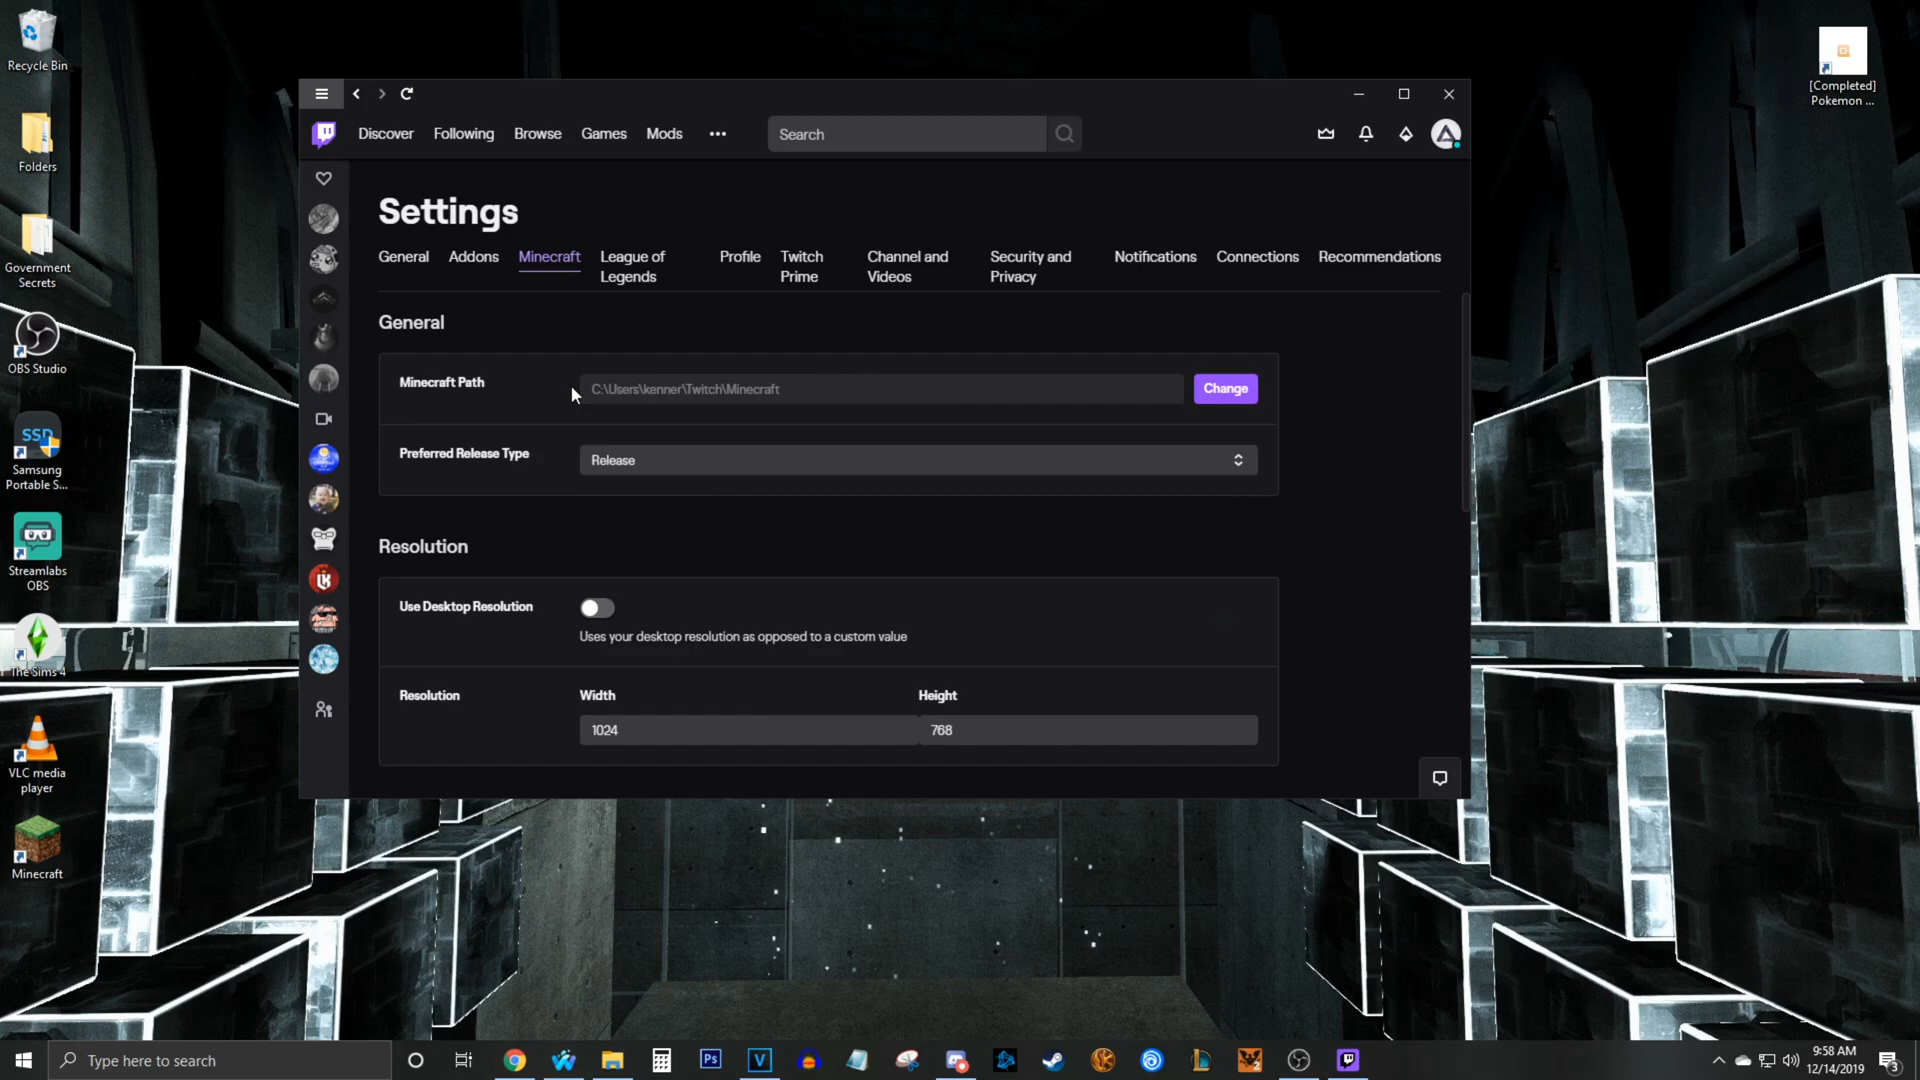 Recycle Bin
Folders
Government
Secrets
OBS Studio
SSD
Samsung
Portable S...
Streamlabs
OBS
The Sims 4
VLC media
player
Minecraft
[Completed]
Pokemon ...
Discover
Following
Browse
Games
Mods
Search
Settings
General
Addons
Minecraft
League of
Legends
Profile
Twitch
Prime
Channel and
Videos
Security and
Privacy
Notifications
Connections
Recommendations
General
Minecraft Path
C:\Users\kenner\Twitch\Minecraft
Change
Preferred Release Type
Release
Resolution
Use Desktop Resolution
Uses your desktop resolution as opposed to a custom value
Resolution
Width
Height
1024
768
Type here to search
Ps
V
2
9:58 AM
12/14/2019
3